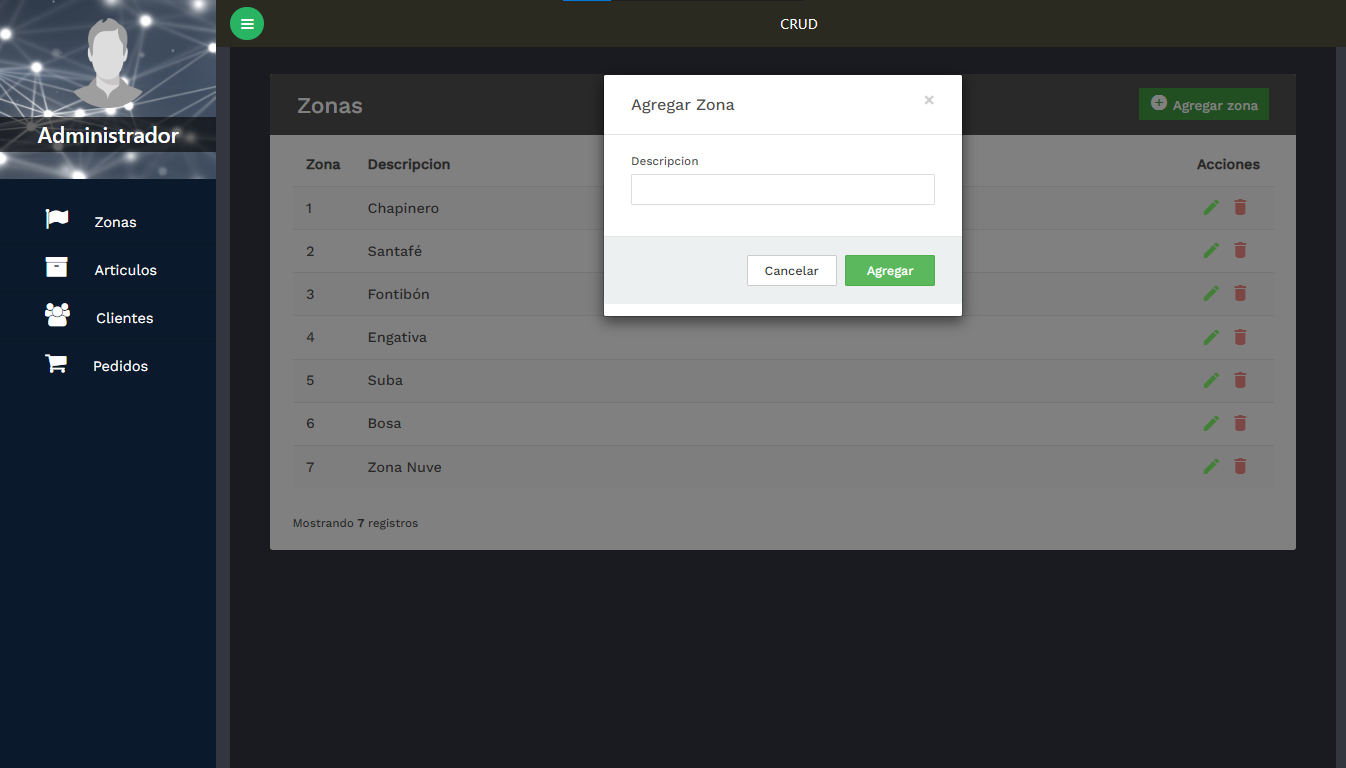 CRUD
Administrador
Zonas
Articulos
Clientes
Pedidos
Zonas
Agregar zona
Zona Descripcion Acciones
1 Chapinero
2 Santafé
3 Fontibón
4 Engativa
5 Suba
6 Bosa
7 Zona Nuve
Mostrando 7 registros
Agregar Zona ×
Descripcion
Cancelar Agregar